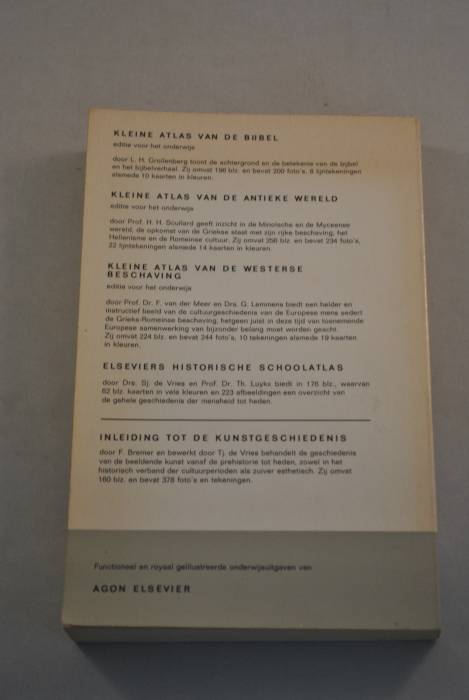 KLEINE ATLAS VAN DE BIJBEL
editie voor het onderwijs
door L. H. Grollenberg toont de achtergrond en de betekenis van de bijbel
en het bijbelverhaal. Zij omvat 196 blz. en bevat 200 foto's, 8 lijntekeningen
alsmede 10 kaarten in kleuren.
KLEINE ATLAS VAN DE ANTIEKE WERELD
editie voor het onderwijs
door Prof. H. H. Scullard geeft inzicht in de Minoische en de Myceense
wereld, de opkomst van de Griekse staat met zijn rijke beschaving, het
Hellenisme en de Romeinse cultuur. Zij omvat 256 blz. en bevat 234 foto's,
22 lijntekeningen alsmede 14 kaarten in kleuren.
KLEINE ATLAS VAN DE WESTERSE
BESCHAVING
editie voor het onderwijs
door Prof. Dr. F. van der Meer en Drs. G. Lemmens biedt een helder en
instructief beeld van de cultuurgeschiedenis van de Europese mens sedert
de Grieks-Romeinse beschaving, hetgeen juist in deze tijd van toenemende
Europese samenwerking van bijzonder belang moet worden geacht.
Zij omvat 224 blz. en bevat 244 foto's, 10 tekeningen alsmede 19 kaarten
in kleuren.
ELSEVIERS HISTORISCHE SCHOOLATLAS
door Drs. Sj. de Vries en Prof. Dr. Th. Luyks biedt in 176 blz., waarvan
62 blz. kaarten in vele kleuren en 223 afbeeldingen een overzicht van
de gehele geschiedenis der mensheid tot heden.
INLEIDING TOT DE KUNSTGESCHIEDENIS
door F. Bremer en bewerkt door Tj. de Vries behandelt de geschiedenis
van de beeldende kunst vanaf de prehistorie tot heden, zowel in het
historisch verband der cultuurperioden als zuiver esthetisch. Zij omvat
160 blz. en bevat 378 foto's en tekeningen.
Functioneel en royaal geïllustreerde onderwijsuitgaven van
AGON ELSEVIER